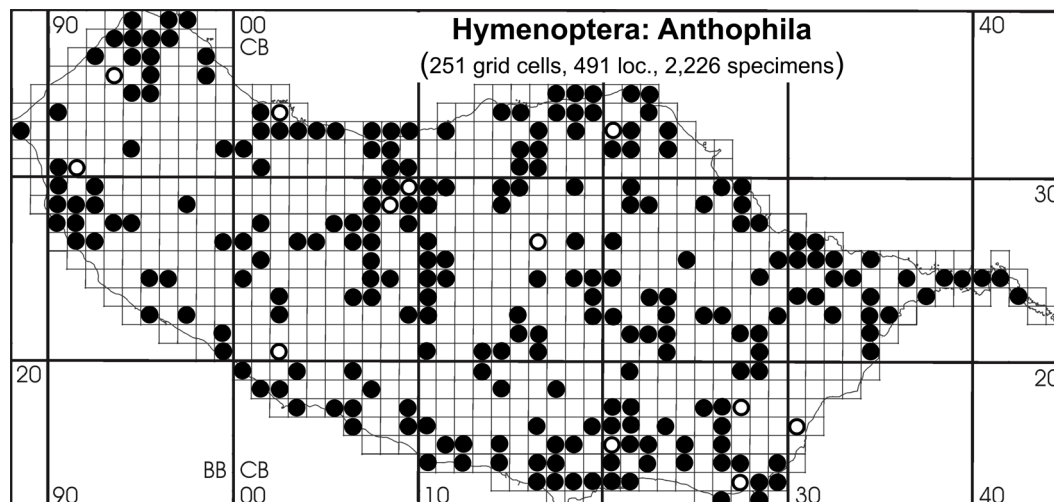 90
00
CB
Hymenoptera: Anthophila
(251 grid cells, 491 loc., 2,226 specimens)
40
30
20
20
BB
CB
90
00
10
30
40